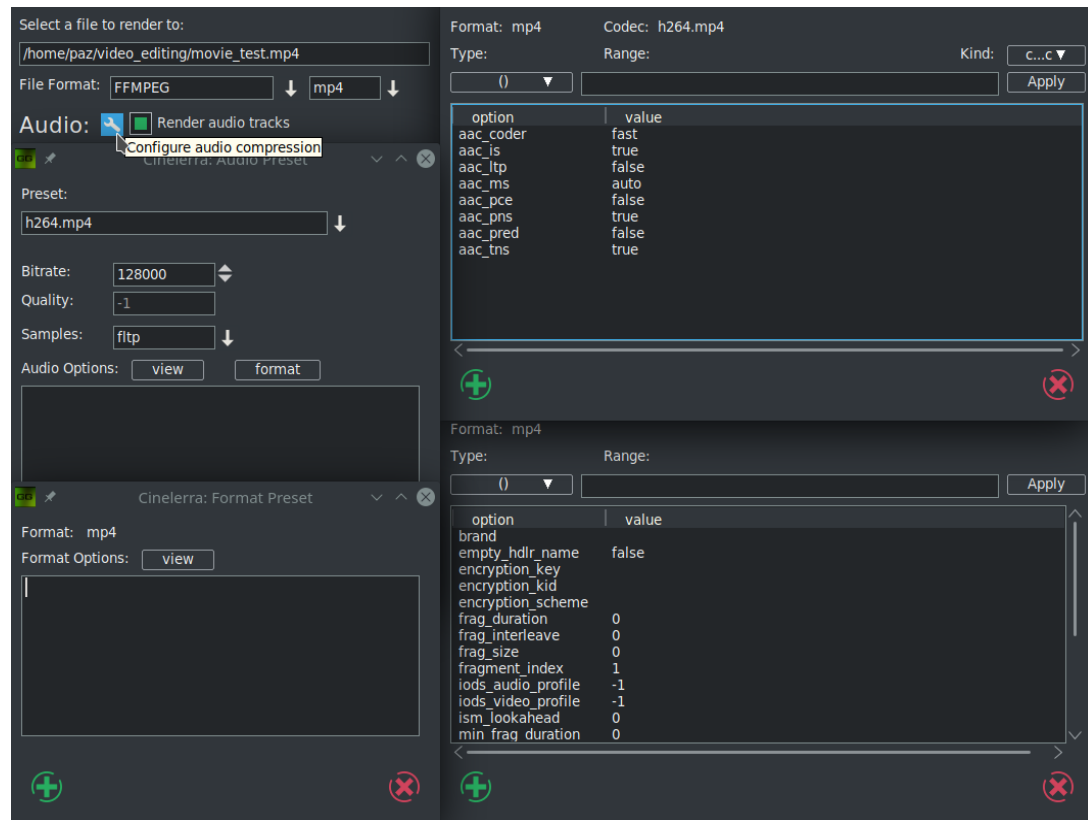 Select a file to render to:
/home/paz/video_editing/movie_test.mp4
File Format: FFMPEG mp4
Audio: Render audio tracks
Configure audio compression
Cinelerra: Audio Preset
Preset:
h264.mp4
Bitrate: 128000
Quality: -1
Samples: fltp
Audio Options: view format
Cinelerra: Format Preset
Format: mp4
Format Options: view
Format: mp4 Codec: h264.mp4
Type: Range: Kind: c...c
() Apply
option value
aac_coder fast
aac_is true
aac_ltp false
aac_ms auto
aac_pce false
aac_pns true
aac_pred false
aac_tns true
Format: mp4
Type: Range:
() Apply
option value
brand
empty_hdlr_name false
encryption_key
encryption_kid
encryption_scheme
frag_duration 0
frag_interleave 0
frag_size 0
fragment_index 1
iods_audio_profile -1
iods_video_profile -1
ism_lookahead 0
min_frag_duration 0